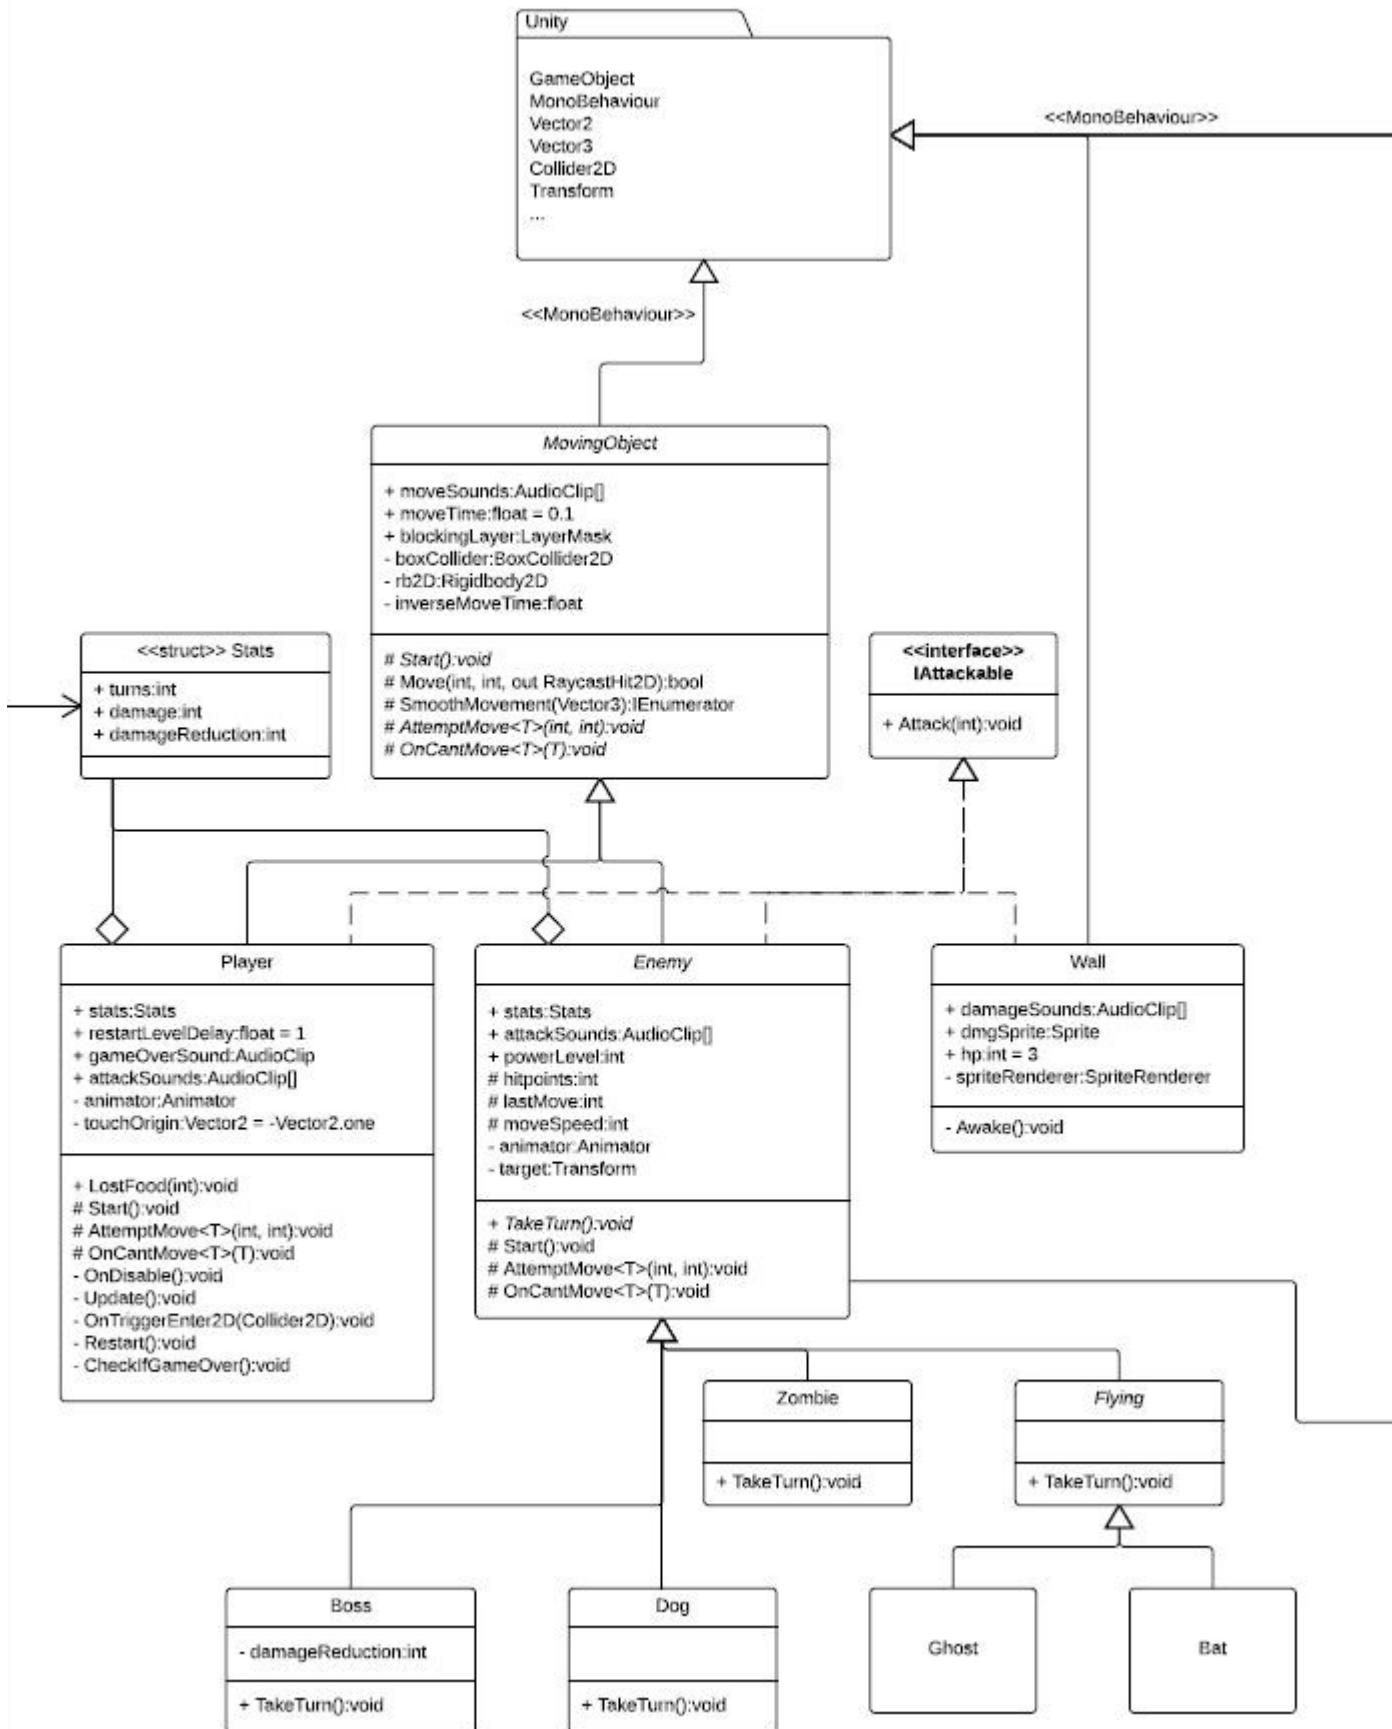 Unity
GameObject
MonoBehaviour
Vector2
Vector3
Collider2D
Transform
...
<<MonoBehaviour>>
<<MonoBehaviour>>
MovingObject
+ moveSounds:AudioClip[]
+ moveTime:float = 0.1
+ blockingLayer:LayerMask
- boxCollider:BoxCollider2D
- rb2D:Rigidbody2D
- inverseMoveTime:float
# Start():void
# Move(int, int, out RaycastHit2D):bool
# SmoothMovement(Vector3):IEnumerator
# AttemptMove<T>(int, int):void
# OnCantMove<T>(T):void
<<struct>> Stats
+ turns:int
+ damage:int
+ damageReduction:int
<<interface>>
IAttackable
+ Attack(int):void
Player
+ stats:Stats
+ restartLevelDelay:float = 1
+ gameOverSound:AudioClip
+ attackSounds:AudioClip[]
- animator:Animator
- touchOrigin:Vector2 = -Vector2.one
+ LostFood(int):void
# Start():void
# AttemptMove<T>(int, int):void
# OnCantMove<T>(T):void
- OnDisable():void
- Update():void
- OnTriggerEnter2D(Collider2D):void
- Restart():void
- CheckIfGameOver():void
Enemy
+ stats:Stats
+ attackSounds:AudioClip[]
+ powerLevel:int
# hitpoints:int
# lastMove:int
# moveSpeed:int
- animator:Animator
- target:Transform
+ TakeTurn():void
# Start():void
# AttemptMove<T>(int, int):void
# OnCantMove<T>(T):void
Wall
+ damageSounds:AudioClip[]
+ dmgSprite:Sprite
+ hp:int = 3
- spriteRenderer:SpriteRenderer
- Awake():void
Zombie
+ TakeTurn():void
Flying
+ TakeTurn():void
Boss
- damageReduction:int
+ TakeTurn():void
Dog
+ TakeTurn():void
Ghost
Bat